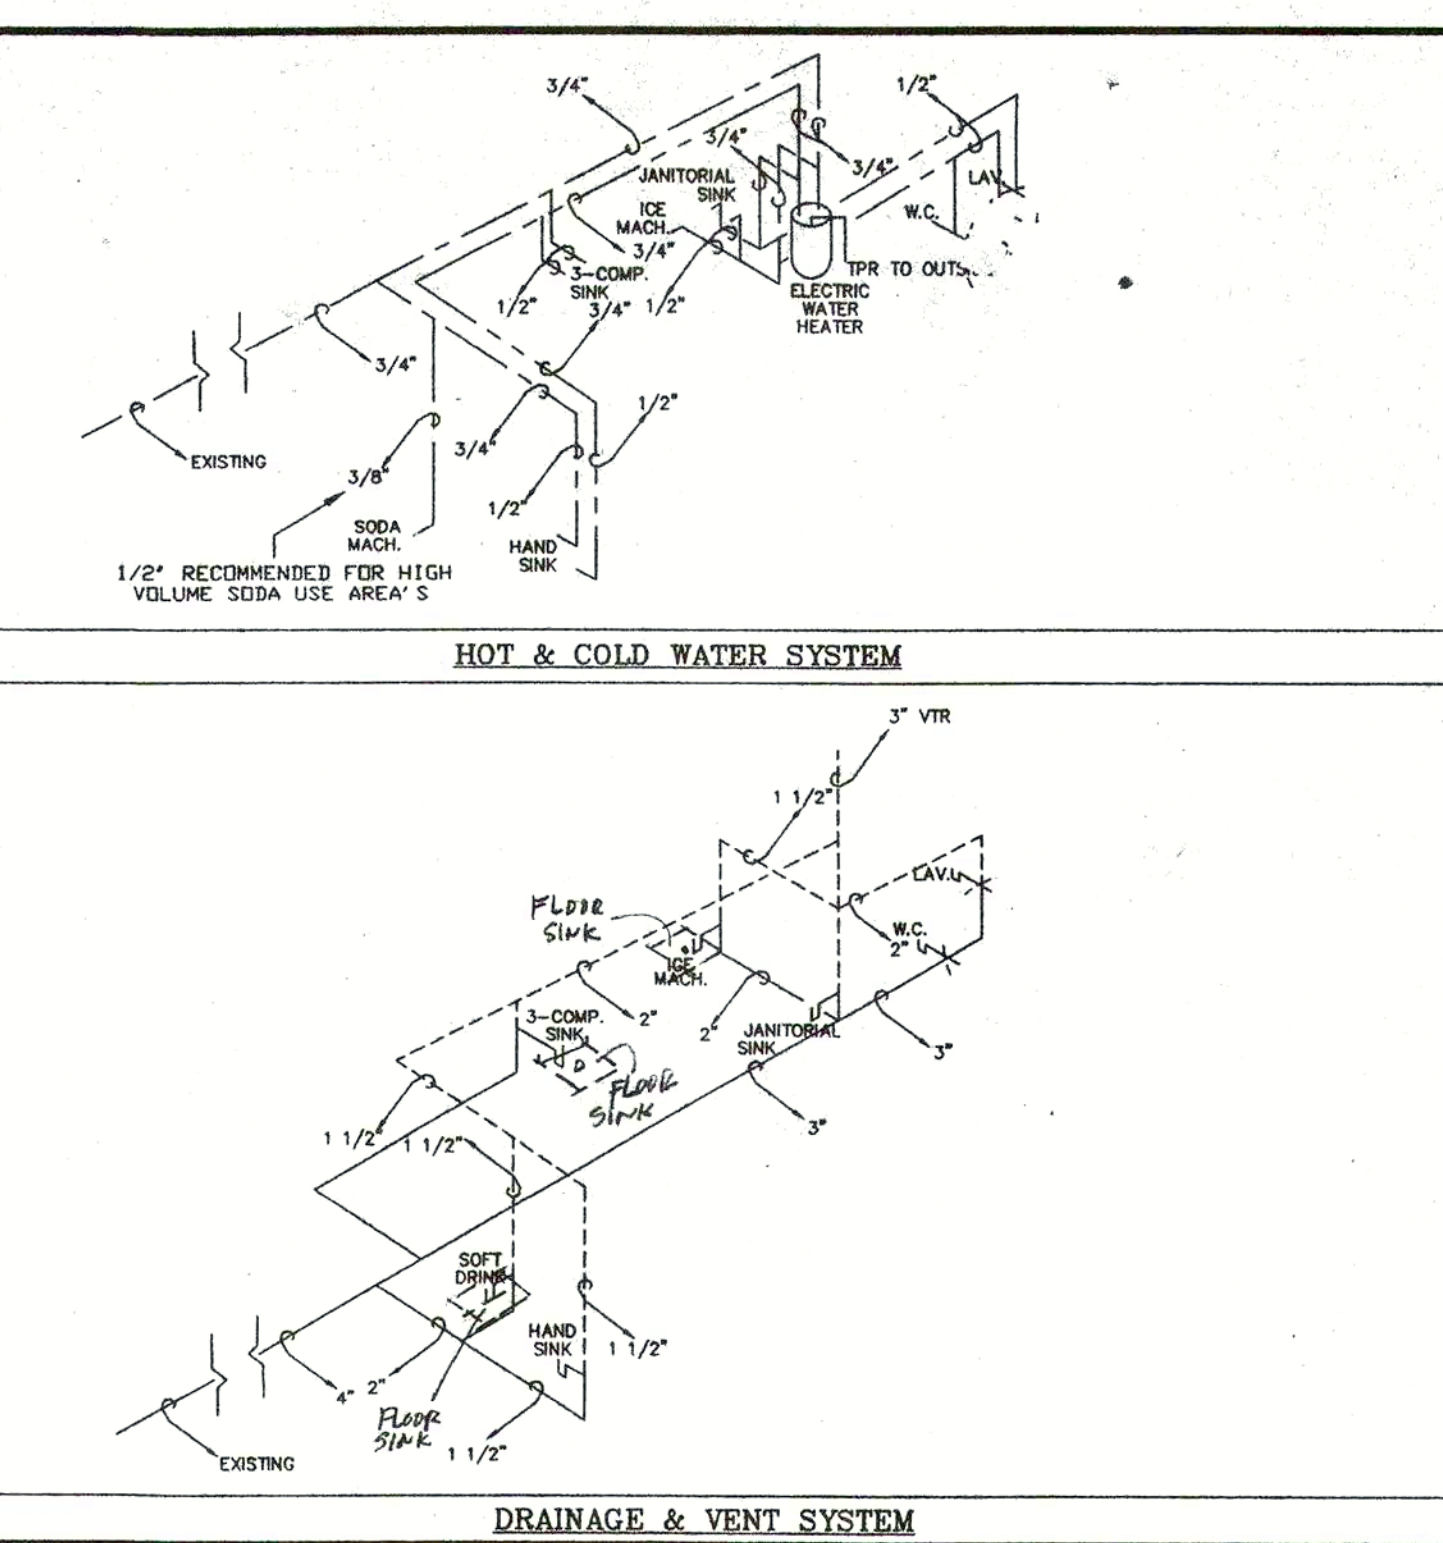 3/4"
1/2"
3/4"
3/4"
JANITORIAL
SINK
LAV.
ICE
MACH.
W.C.
3/4"
3-COMP.
SINK
TPR TO
1/2"
3/4"
1/2"
ELECTRIC
WATER
HEATER
3/4"
1/2"
3/4"
EXISTING
3/8"
1/2"
SODA
MACH.
HAND
SINK
1/2" RECOMMENDED FOR HIGH
VOLUME SODA USE AREA'S
HOT & COLD WATER SYSTEM
3" VTR
1 1/2"
LAV.
FLOOR
SINK
W.C.
2"
ICE
MACH.
3-COMP.
SINK
2"
2"
JANITORIAL
SINK
3"
FLOOR
SINK
3"
1 1/2"
1 1/2"
SOFT
DRINK
HAND
SINK
1 1/2"
4"
2"
FLOOR
SINK
1 1/2"
EXISTING
DRAINAGE & VENT SYSTEM